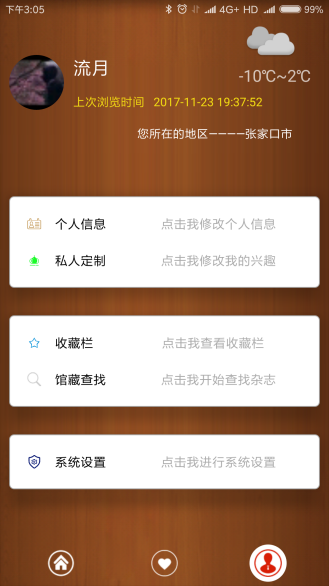 下午3:05 4G+ HD 99%
流月
-10℃~2℃
上次浏览时间 2017-11-23 19:37:52
您所在的地区————张家口市
个人信息 点击我修改个人信息
私人定制 点击我修改我的兴趣
收藏栏 点击我查看收藏栏
馆藏查找 点击我开始查找杂志
系统设置 点击我进行系统设置